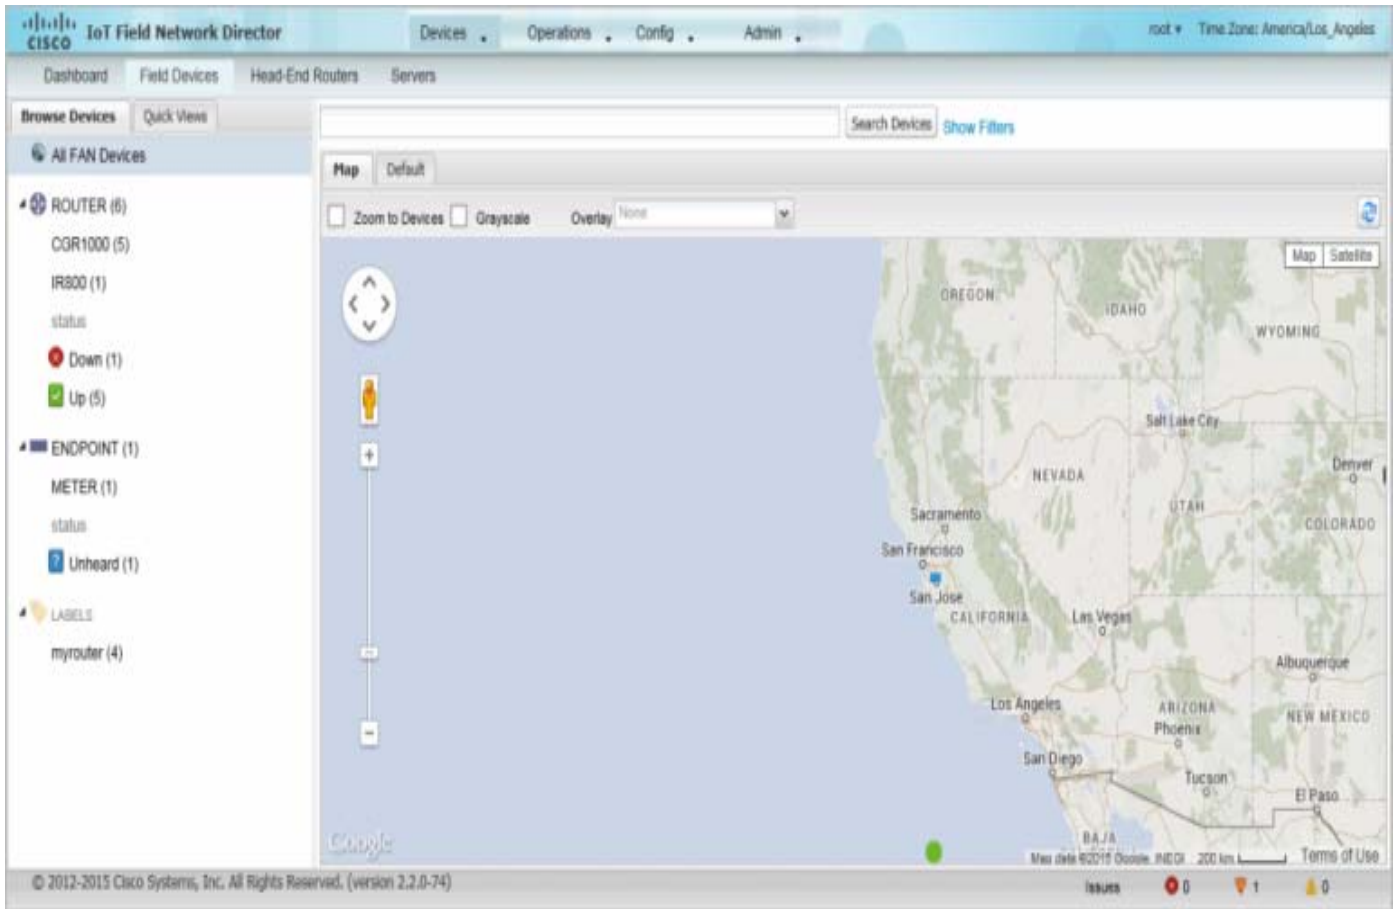 CISCO IoT Field Network Director
Devices Operations Config Admin
root Time Zone: America/Los_Angeles
Dashboard Field Devices Head-End Routers Servers
Browse Devices Quick Views
Search Devices Show Filters
All FAN Devices
Map Default
ROUTER (6)
Zoom to Devices Grayscale Overlay None
CGR1000 (5)
IR800 (1)
status
Down (1)
Up (5)
ENDPOINT (1)
METER (1)
status
Unheard (1)
LABELS
myrouter (4)
Map Satellite
OREGON
IDAHO
WYOMING
Salt Lake City
Denver
NEVADA
UTAH
COLORADO
Sacramento
San Francisco
San Jose
CALIFORNIA
Las Vegas
Albuquerque
Los Angeles
ARIZONA
NEW MEXICO
Phoenix
San Diego
Tucson
El Paso
BAJA
Google
Map data ©2015 Google, INEGI 200 km Terms of Use
© 2012-2015 Cisco Systems, Inc. All Rights Reserved. (version 2.2.0-74)
Issues 0 1 0